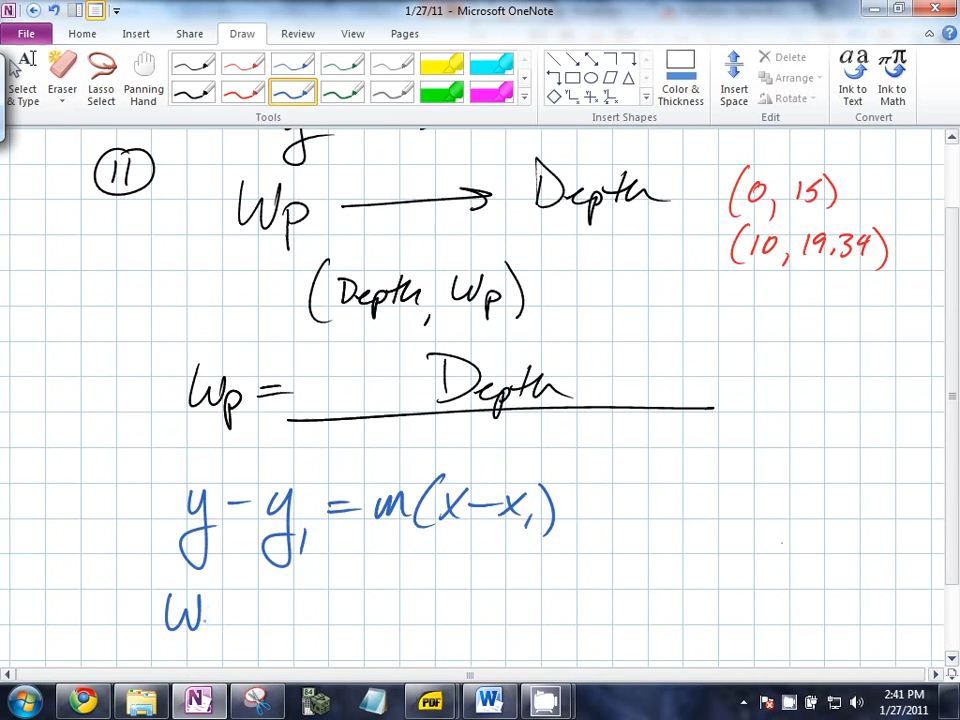 1/27/11 - Microsoft OneNote
File Home Insert Share Draw Review View Pages
Select & Type Eraser Lasso Select Panning Hand Color & Thickness Insert Space Delete Arrange Rotate Ink to Text Ink to Math
Tools Insert Shapes Edit Convert
y
11 Wp → Depth (0, 15)
(10, 19.34)
(Depth, Wp)
Wp = Depth
y - y₁ = m(x - x₁)
W
2:41 PM
1/27/2011